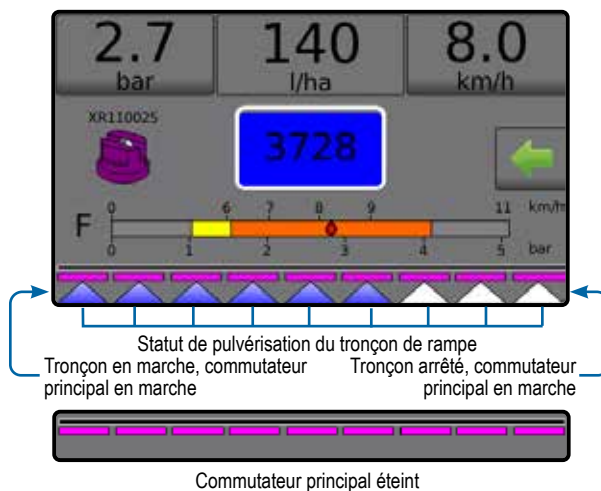 2.7 140 8.0
bar l/ha km/h
XR110025
3728
0 6 7 8 9 11 km/h
F
0 1 2 3 4 5 bar
Statut de pulvérisation du tronçon de rampe
Tronçon en marche, commutateur principal en marche
Tronçon arrêté, commutateur principal en marche
Commutateur principal éteint